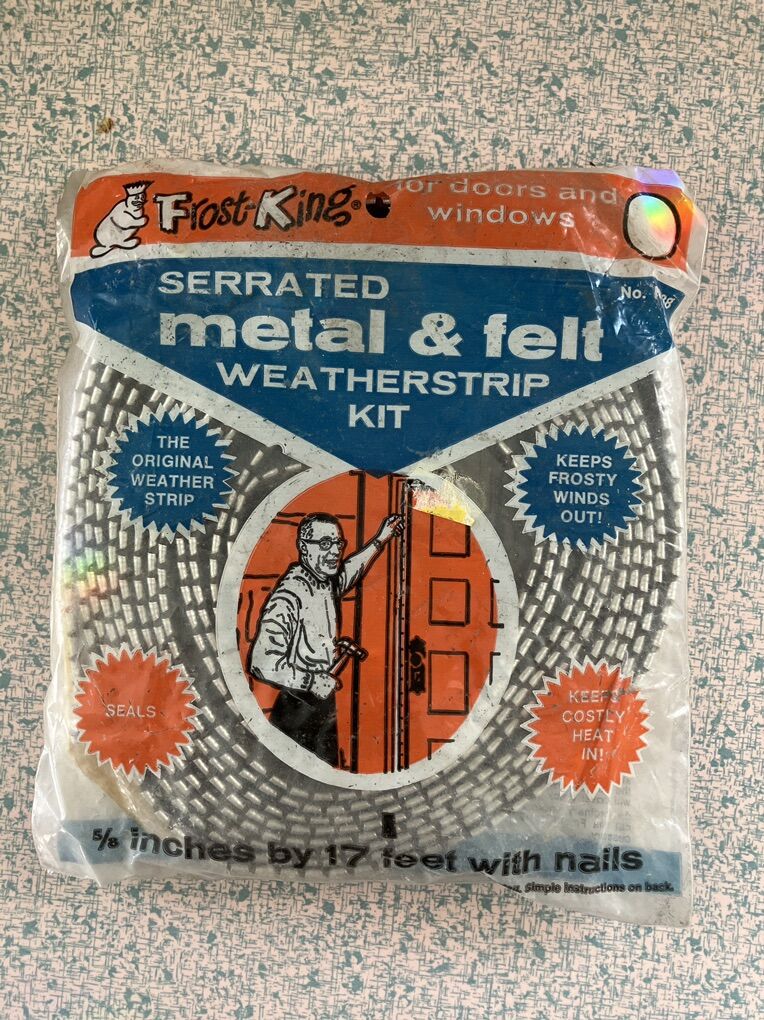 Frost-King®
for doors and
windows
SERRATED
No.
metal & felt
WEATHERSTRIP
KIT
THE
ORIGINAL
WEATHER
STRIP
KEEPS
FROSTY
WINDS
OUT!
SEALS
KEEPS
COSTLY
HEAT
IN!
5/8 inches by 17 feet with nails
simple instructions on back.